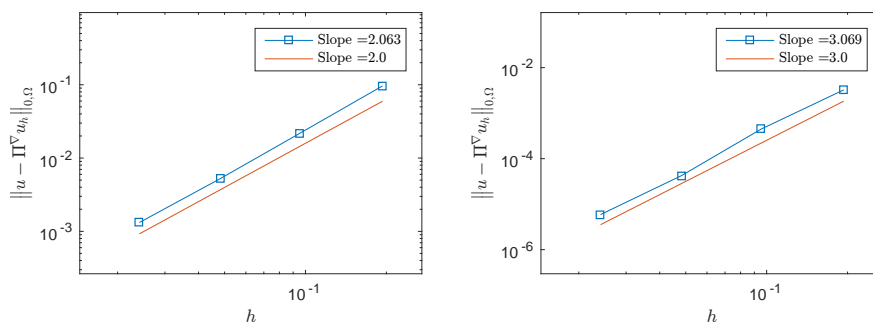 Slope =2.063
Slope =2.0
10^{-1}
10^{-2}
10^{-3}
||u − Π^∇ u_h||_{0,Ω}
10^{-1}
h
Slope =3.069
Slope =3.0
10^{-2}
10^{-4}
10^{-6}
||u − Π^∇ u_h||_{0,Ω}
10^{-1}
h